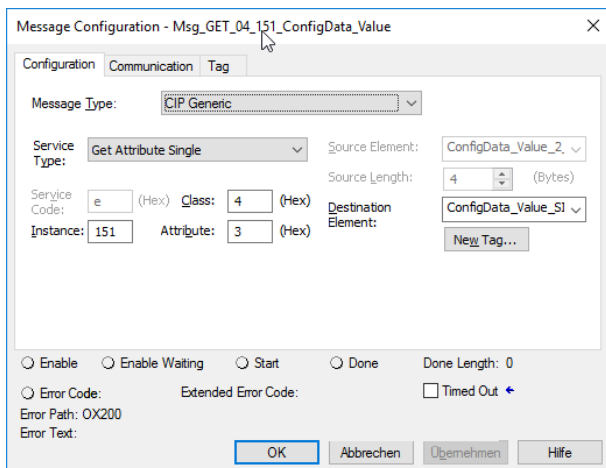 Message Configuration - Msg_GET_04_151_ConfigData_Value
Configuration Communication Tag
Message Type: CIP Generic
Service Type: Get Attribute Single
Source Element: ConfigData_Value_2_
Source Length: 4 (Bytes)
Service Code: e (Hex) Class: 4 (Hex)
Destination Element: ConfigData_Value_SI
Instance: 151 Attribute: 3 (Hex)
New Tag...
Enable Enable Waiting Start Done Done Length: 0
Error Code: Extended Error Code: Timed Out
Error Path: OX200
Error Text:
OK Abbrechen Übernehmen Hilfe